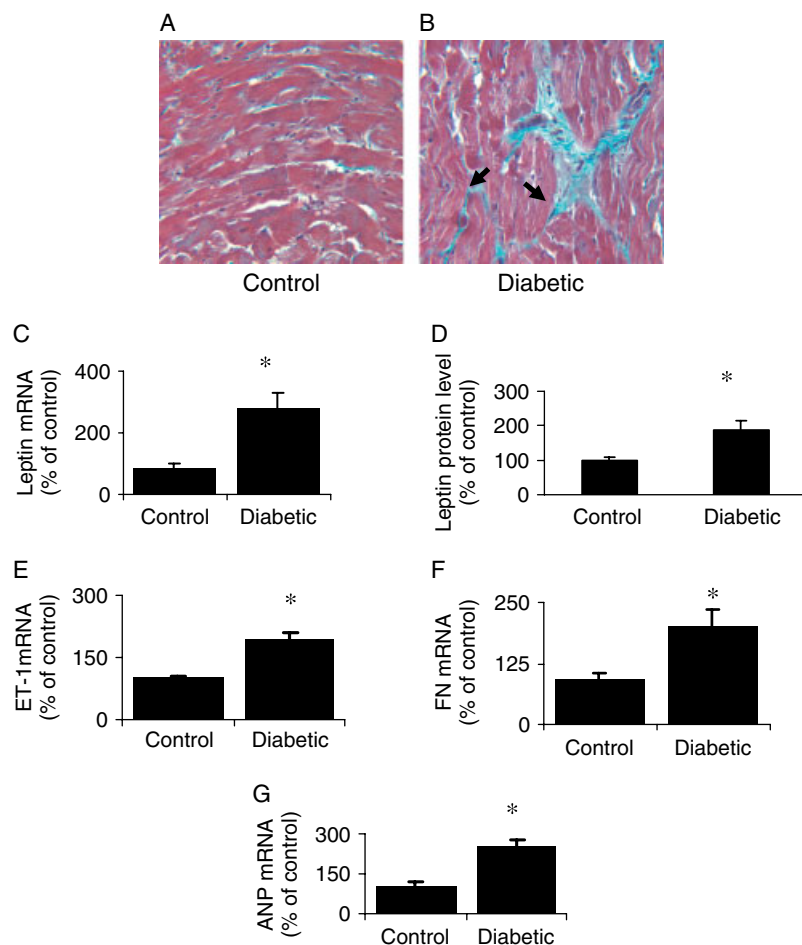 A
B
Control
Diabetic
C
Leptin mRNA
(% of control)
400
200
0
*
Control
Diabetic
D
Leptin protein level
(% of control)
300
200
100
0
*
Control
Diabetic
E
ET-1mRNA
(% of control)
300
150
0
*
Control
Diabetic
F
FN mRNA
(% of control)
250
125
0
*
Control
Diabetic
G
ANP mRNA
(% of control)
300
150
0
*
Control
Diabetic